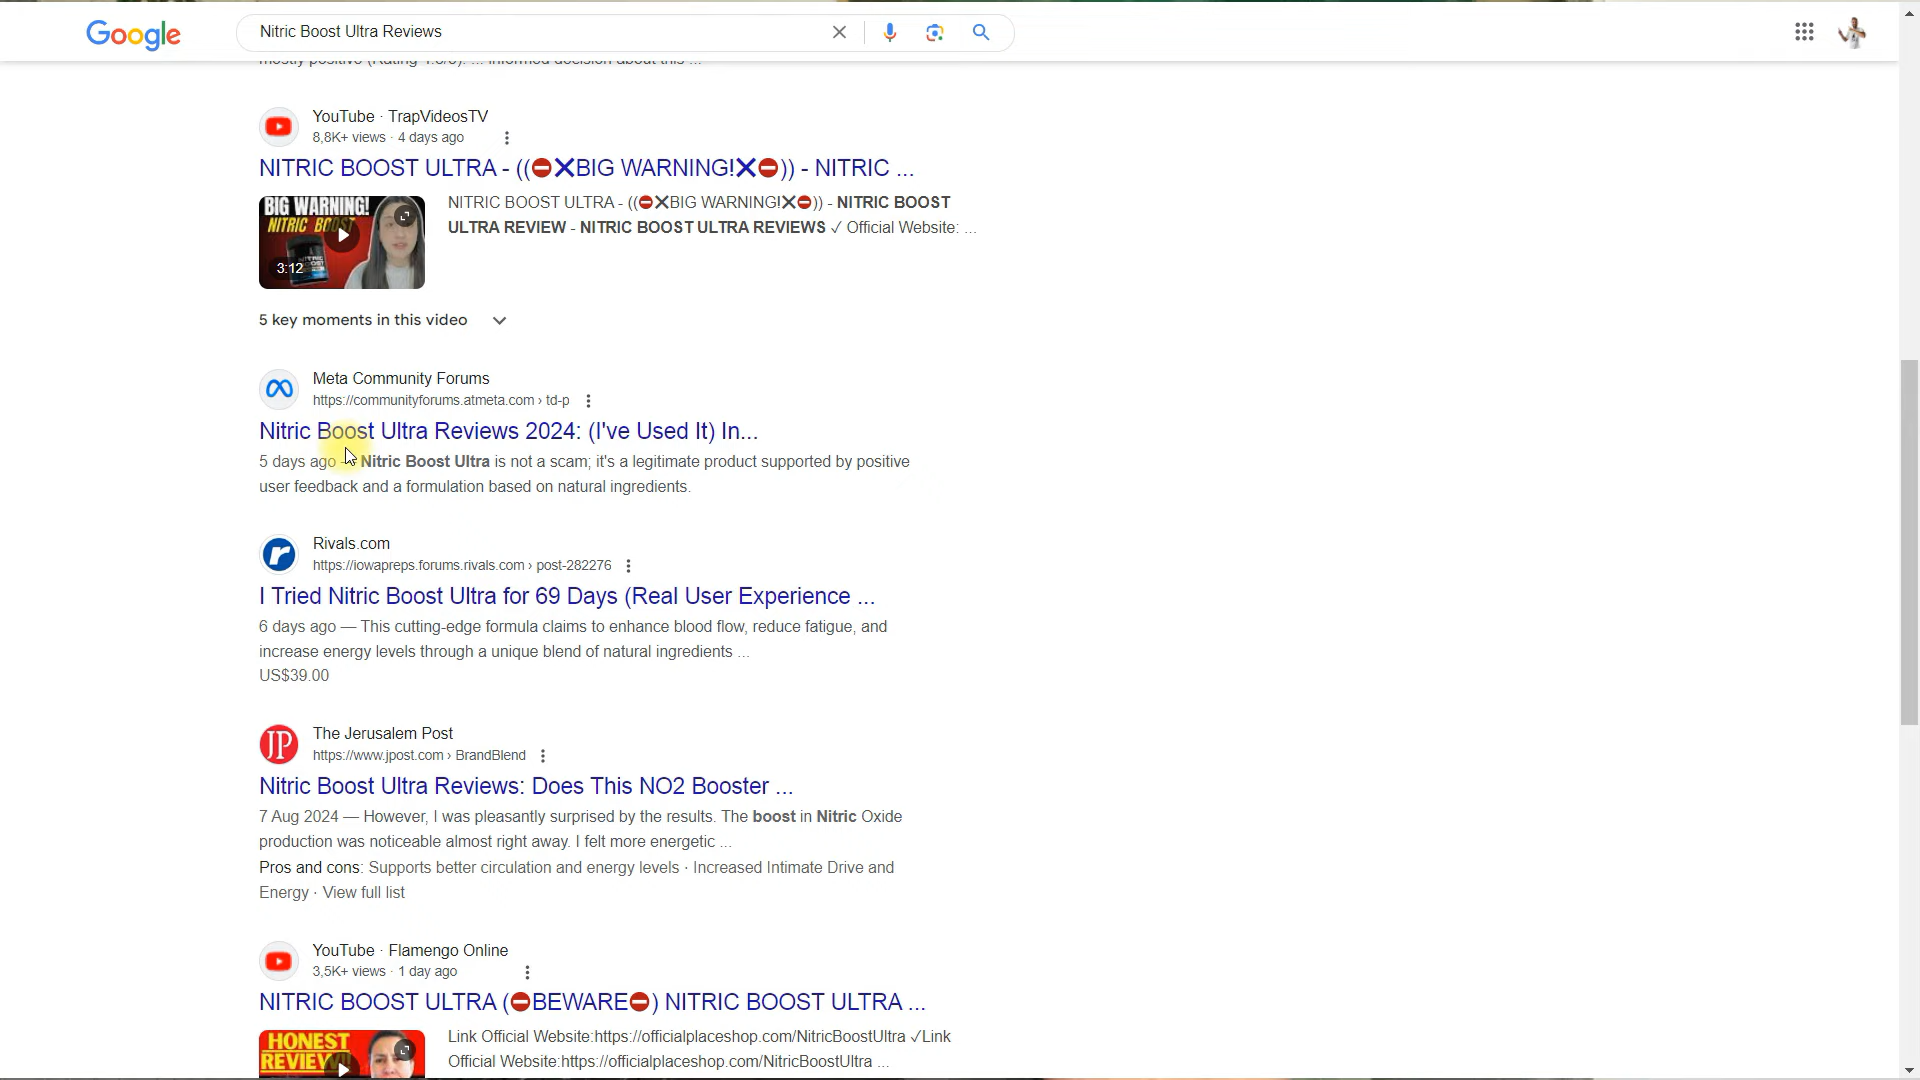 Google
Nitric Boost Ultra Reviews
YouTube · TrapVideosTV
8,8K+ views · 4 days ago
NITRIC BOOST ULTRA - ((⛔❌BIG WARNING!❌⛔)) - NITRIC ...
BIG WARNING!
NITRIC BOOST
3:12
NITRIC BOOST ULTRA - ((⛔❌BIG WARNING!❌⛔)) - NITRIC BOOST
ULTRA REVIEW - NITRIC BOOST ULTRA REVIEWS ✓ Official Website: ...
5 key moments in this video
Meta Community Forums
https://communityforums.atmeta.com › td-p
Nitric Boost Ultra Reviews 2024: (I've Used It) In...
5 days ago — Nitric Boost Ultra is not a scam; it's a legitimate product supported by positive
user feedback and a formulation based on natural ingredients.
Rivals.com
https://iowapreps.forums.rivals.com › post-282276
I Tried Nitric Boost Ultra for 69 Days (Real User Experience ...
6 days ago — This cutting-edge formula claims to enhance blood flow, reduce fatigue, and
increase energy levels through a unique blend of natural ingredients ...
US$39.00
JP
The Jerusalem Post
https://www.jpost.com › BrandBlend
Nitric Boost Ultra Reviews: Does This NO2 Booster ...
7 Aug 2024 — However, I was pleasantly surprised by the results. The boost in Nitric Oxide
production was noticeable almost right away. I felt more energetic ...
Pros and cons: Supports better circulation and energy levels · Increased Intimate Drive and
Energy · View full list
YouTube · Flamengo Online
3,5K+ views · 1 day ago
NITRIC BOOST ULTRA (⛔BEWARE⛔) NITRIC BOOST ULTRA ...
HONEST
REVIEW!
Link Official Website:https://officialplaceshop.com/NitricBoostUltra ✓Link
Official Website:https://officialplaceshop.com/NitricBoostUltra ...